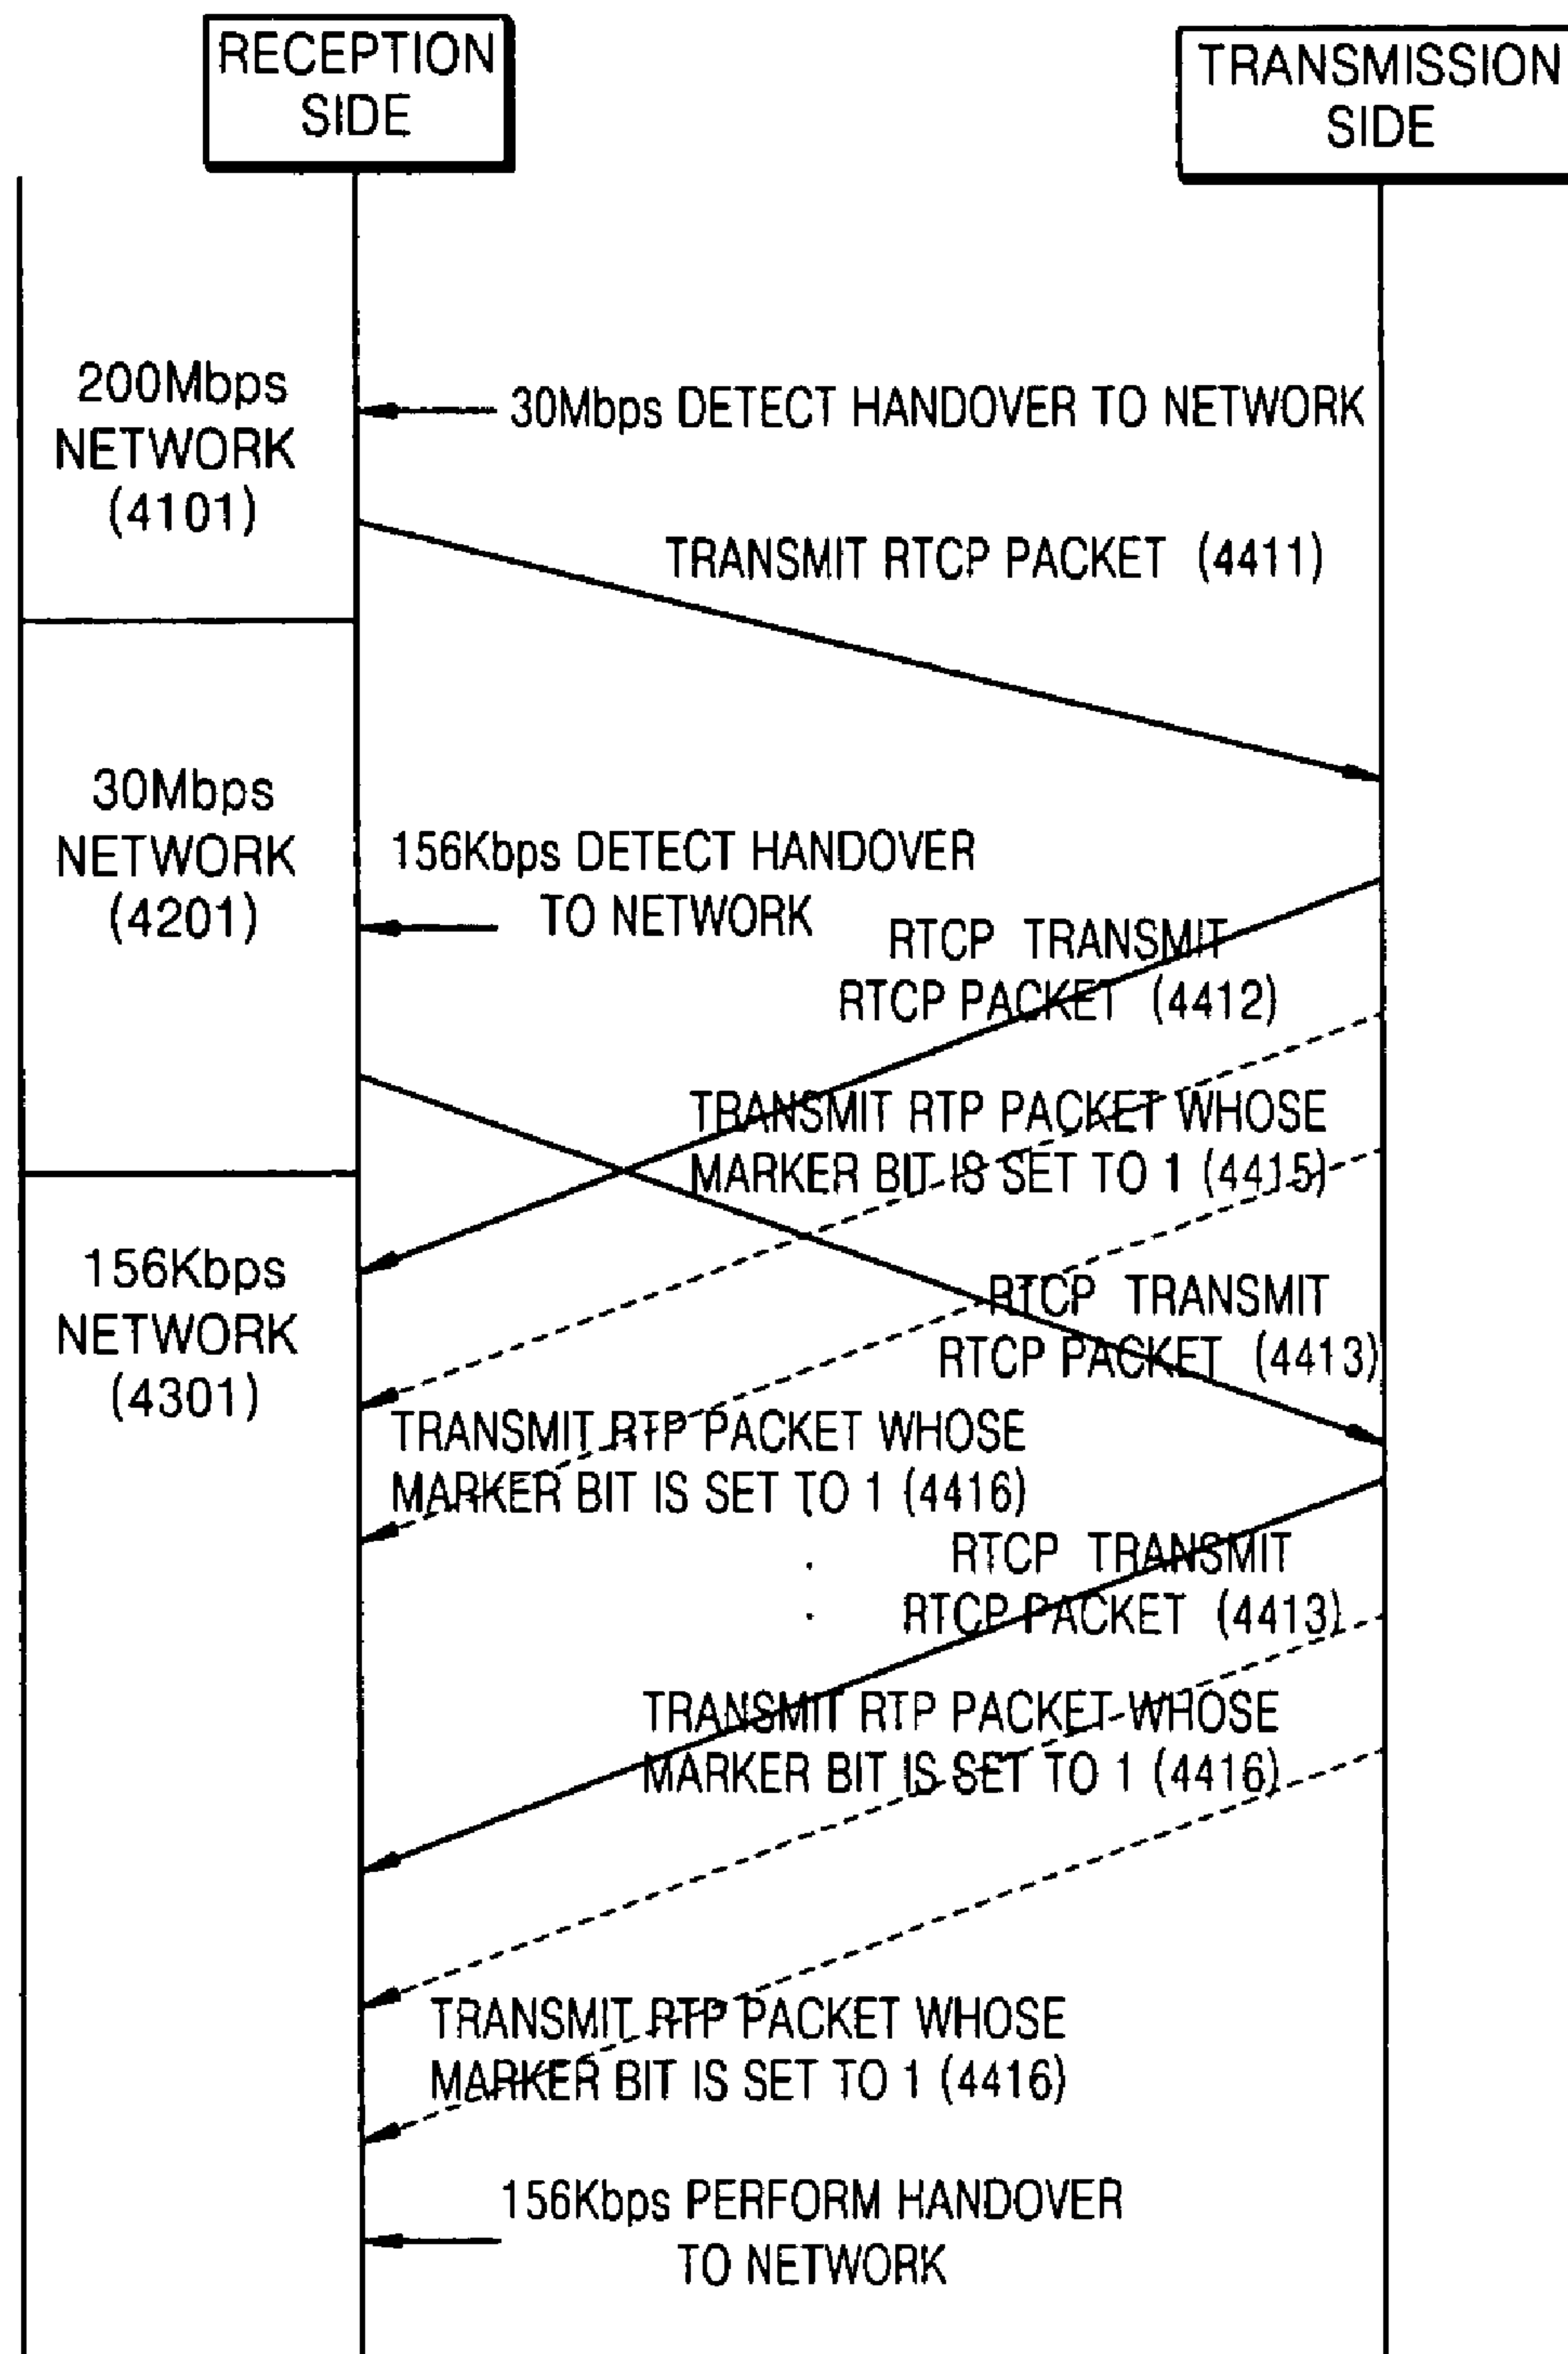 RECEPTION
SIDE
TRANSMISSION
SIDE
200Mbps
NETWORK
(4101)
30Mbps DETECT HANDOVER TO NETWORK
TRANSMIT RTCP PACKET (4411)
30Mbps
NETWORK
(4201)
156Kbps DETECT HANDOVER
TO NETWORK
RTCP TRANSMIT
RTCP PACKET (4412)
TRANSMIT RTP PACKET WHOSE
MARKER BIT IS SET TO 1 (4415)
156Kbps
NETWORK
(4301)
RTCP TRANSMIT
RTCP PACKET (4413)
TRANSMIT RTP PACKET WHOSE
MARKER BIT IS SET TO 1 (4416)
RTCP TRANSMIT
RTCP PACKET (4413)
TRANSMIT RTP PACKET WHOSE
MARKER BIT IS SET TO 1 (4416)
TRANSMIT RTP PACKET WHOSE
MARKER BIT IS SET TO 1 (4416)
156Kbps PERFORM HANDOVER
TO NETWORK